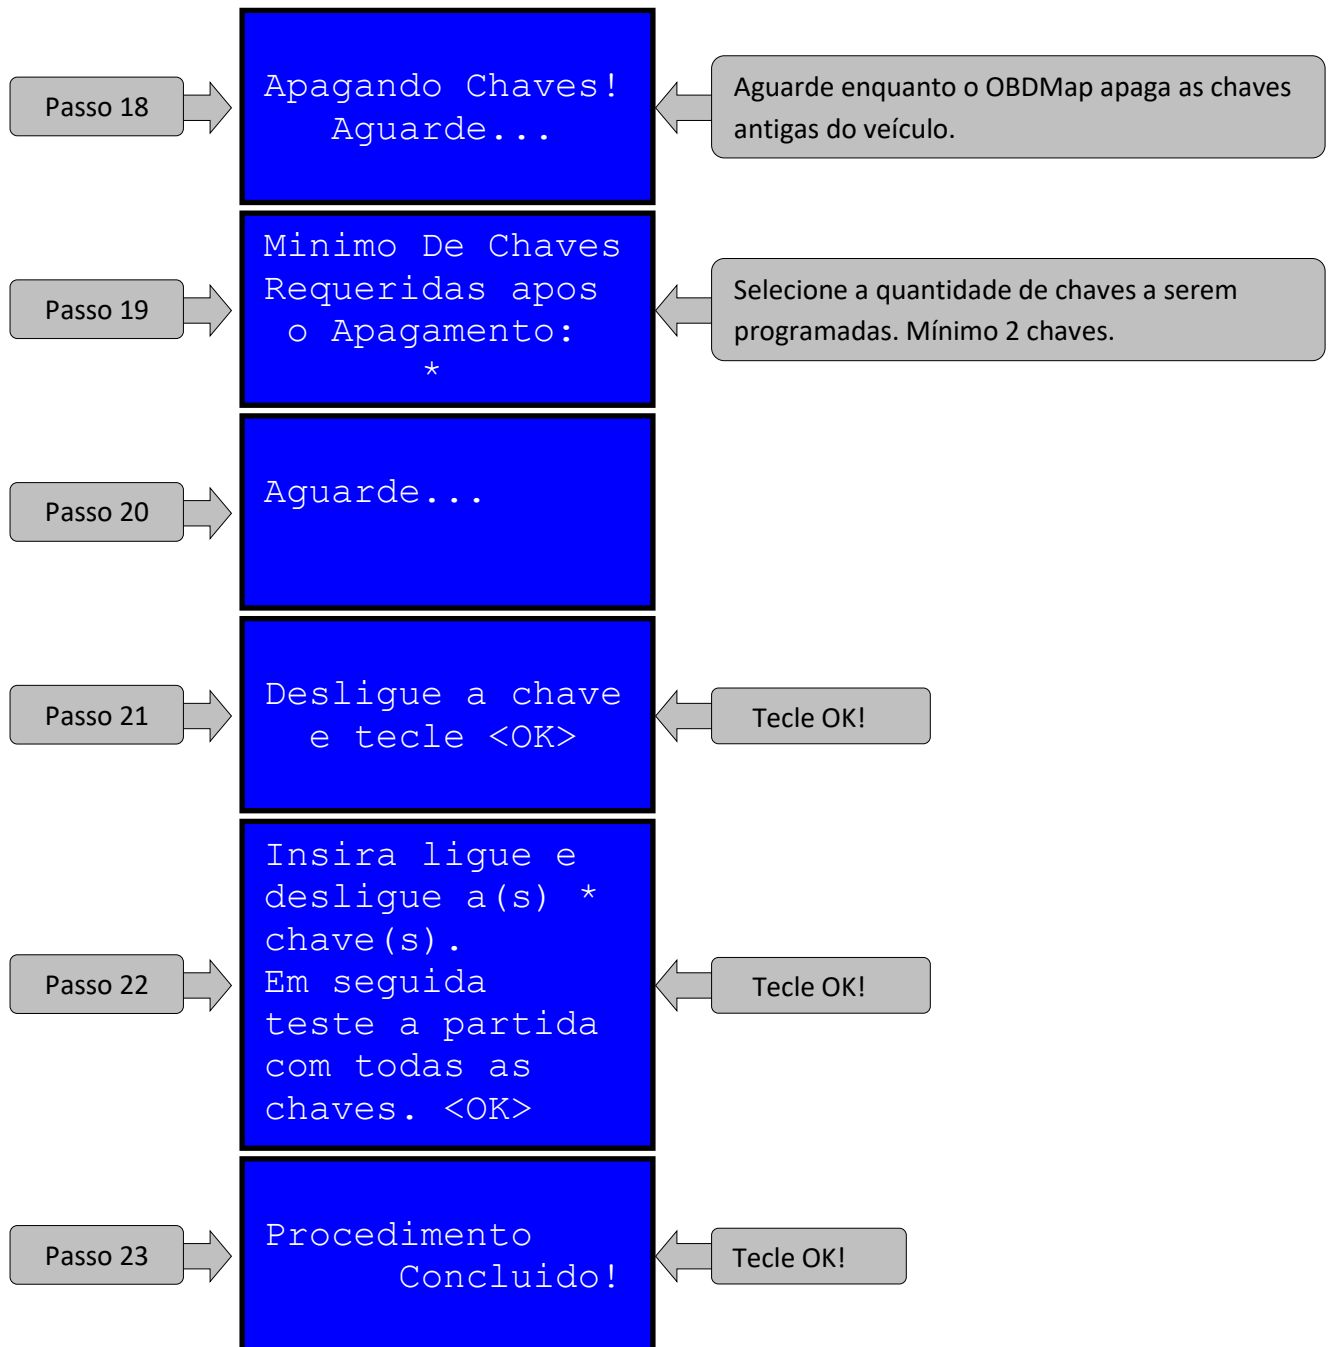 Passo 18
Apagando Chaves!
Aguarde...
Aguarde enquanto o OBDMap apaga as chaves
antigas do veículo.
Passo 19
Minimo De Chaves
Requeridas apos
o Apagamento:
*
Selecione a quantidade de chaves a serem
programadas. Mínimo 2 chaves.
Passo 20
Aguarde...
Passo 21
Desligue a chave
e tecle <OK>
Tecle OK!
Passo 22
Insira ligue e
desligue a(s) *
chave(s).
Em seguida
teste a partida
com todas as
chaves. <OK>
Tecle OK!
Passo 23
Procedimento
Concluido!
Tecle OK!